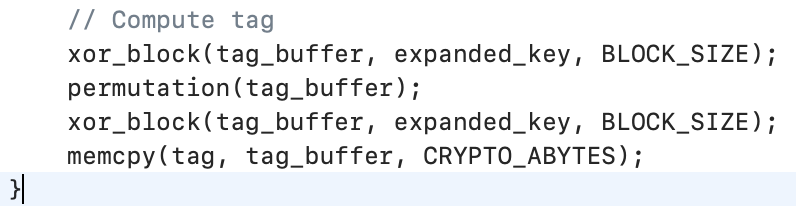 // Compute tag
xor_block(tag_buffer, expanded_key, BLOCK_SIZE);
permutation(tag_buffer);
xor_block(tag_buffer, expanded_key, BLOCK_SIZE);
memcpy(tag, tag_buffer, CRYPTO_ABYTES);
}